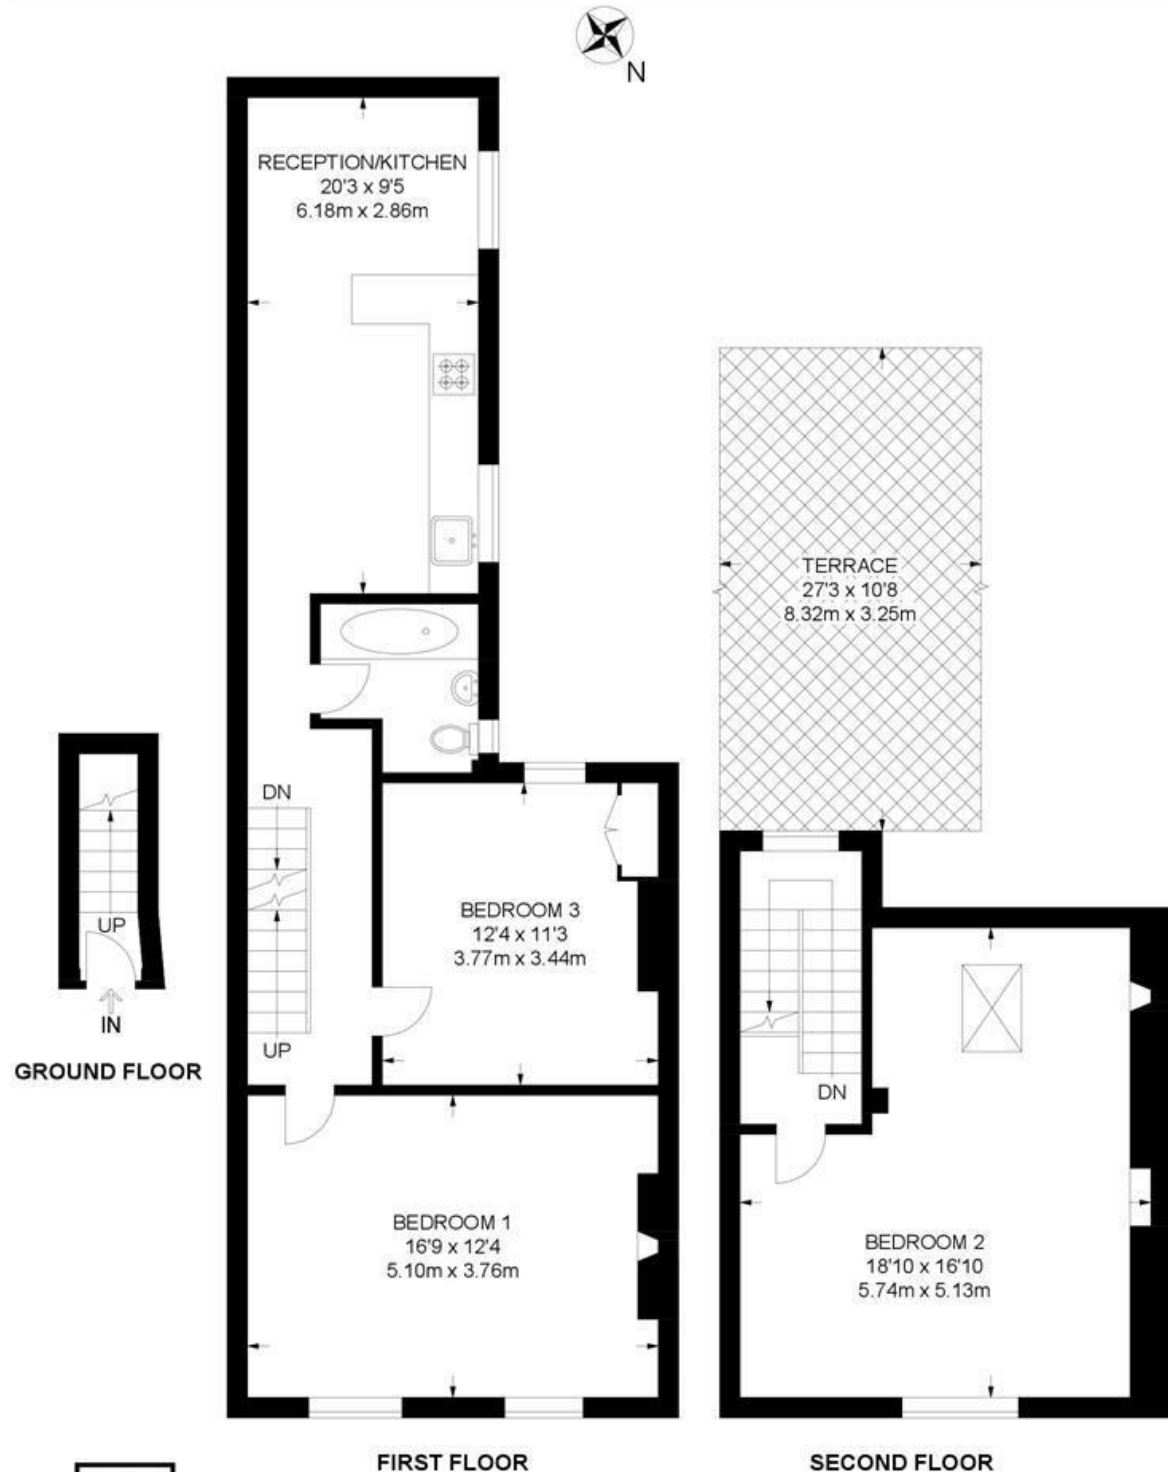 N
RECEPTION/KITCHEN
20'3 x 9'5
6.18m x 2.86m
TERRACE
27'3 x 10'8
8.32m x 3.25m
DN
UP
IN
GROUND FLOOR
BEDROOM 3
12'4 x 11'3
3.77m x 3.44m
UP
DN
BEDROOM 1
16'9 x 12'4
5.10m x 3.76m
BEDROOM 2
18'10 x 16'10
5.74m x 5.13m
FIRST FLOOR
SECOND FLOOR